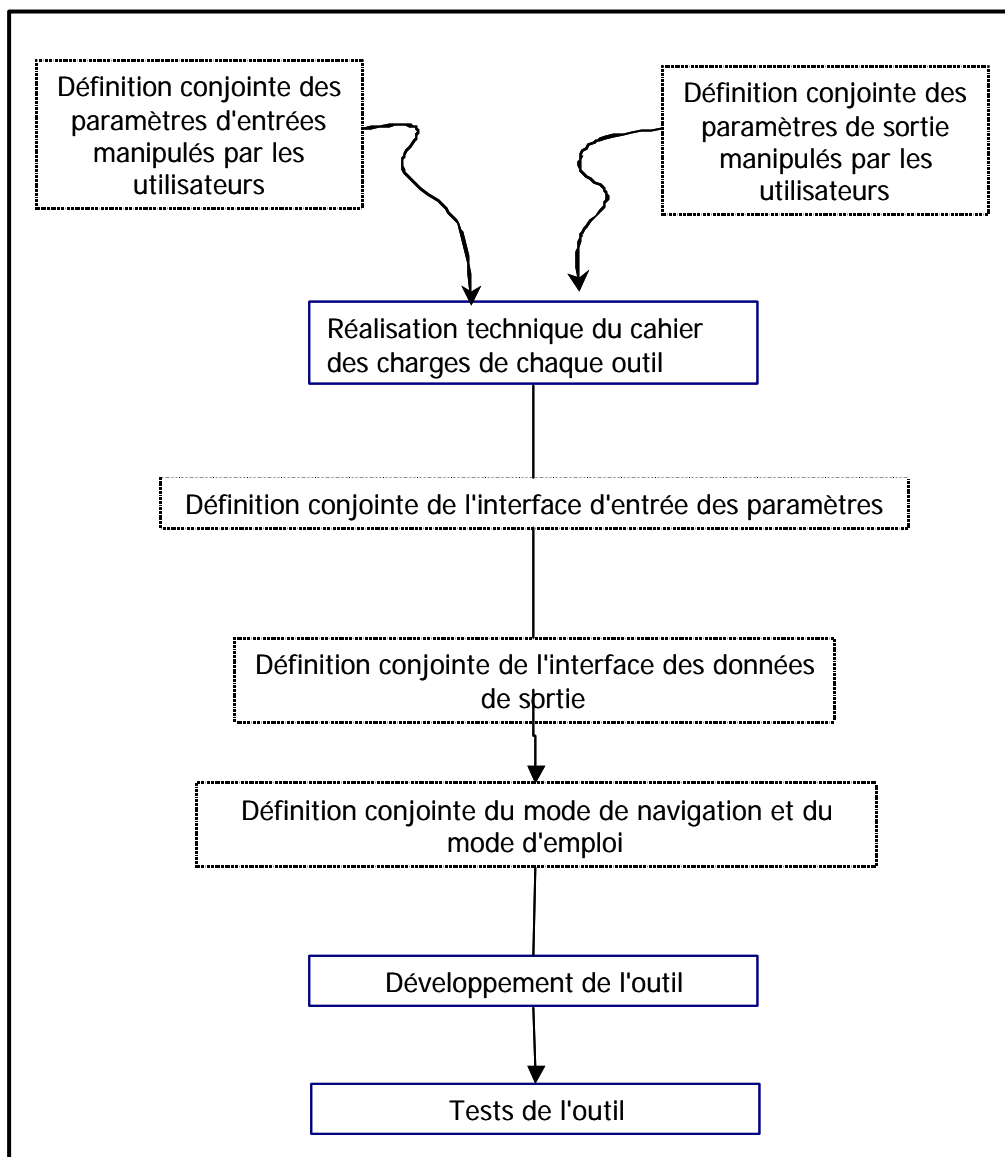 Définition conjointe des
paramètres d'entrées
manipulés par les
utilisateurs
Définition conjointe des
paramètres de sortie
manipulés par les
utilisateurs
Réalisation technique du cahier
des charges de chaque outil
Définition conjointe de l'interface d'entrée des paramètres
Définition conjointe de l'interface des données
de sortie
Définition conjointe du mode de navigation et du
mode d'emploi
Développement de l'outil
Tests de l'outil